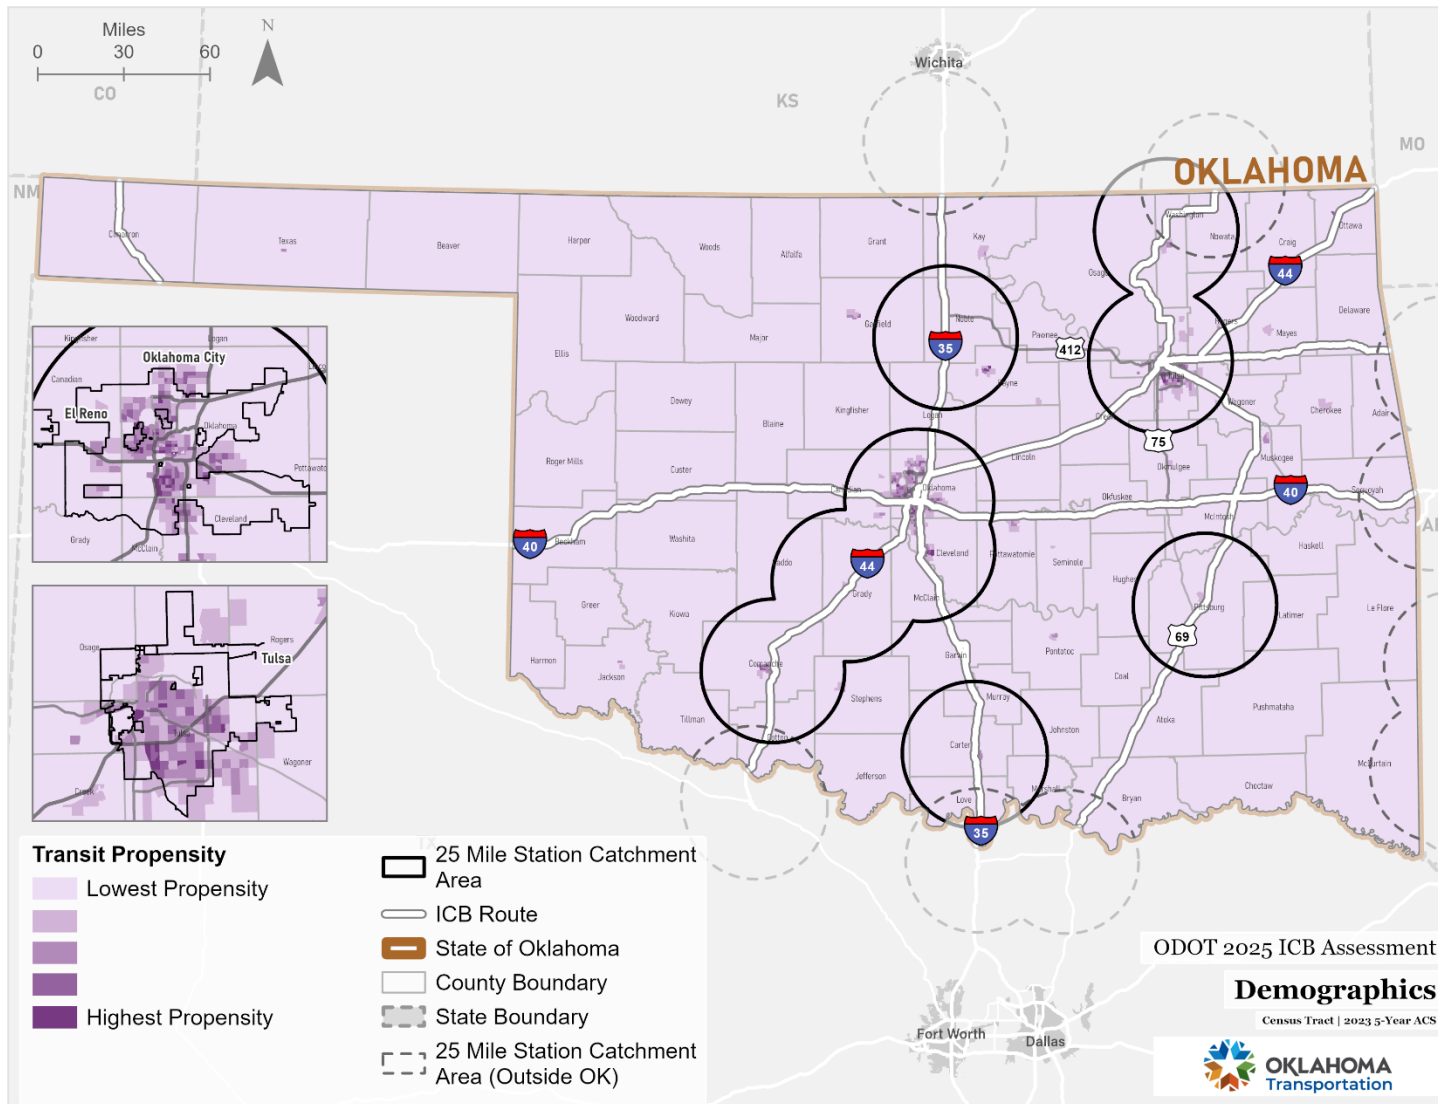 Miles
0 30 60
N
CO
KS
MO
NM
Wichita
OKLAHOMA
Cimarron
Texas
Beaver
Harper
Woods
Alfalfa
Grant
Kay
Osage
Washington
Nowata
Craig
Ottawa
44
Woodward
Major
Garfield
Noble
Pawnee
Rogers
Mayes
Delaware
35
412
Ellis
Payne
Tulsa
Dewey
Blaine
Kingfisher
Logan
Creek
Wagoner
Cherokee
Adair
75
Roger Mills
Custer
Canadian
Oklahoma
Lincoln
Okmulgee
Muskogee
40
Okfuskee
Sequoyah
McIntosh
40
Beckham
Washita
Caddo
44
Grady
Cleveland
McClain
Pottawatomie
Seminole
Hughes
Haskell
Greer
Kiowa
Pittsburg
Latimer
Le Flore
69
Harmon
Jackson
Comanche
Garvin
Pontotoc
Coal
Tillman
Stephens
Murray
Pushmataha
Cotton
Carter
Johnston
Atoka
Jefferson
Love
Marshall
Bryan
Choctaw
McCurtain
35
Kingfisher
Logan
Oklahoma City
Canadian
El Reno
Oklahoma
Cleveland
Grady
McClain
Osage
Rogers
Tulsa
Tulsa
Wagoner
Creek
TX
Fort Worth
Dallas
Transit Propensity
Lowest Propensity
Highest Propensity
25 Mile Station Catchment
Area
ICB Route
State of Oklahoma
County Boundary
State Boundary
25 Mile Station Catchment
Area (Outside OK)
ODOT 2025 ICB Assessment
Demographics
Census Tract | 2023 5-Year ACS
OKLAHOMA
Transportation